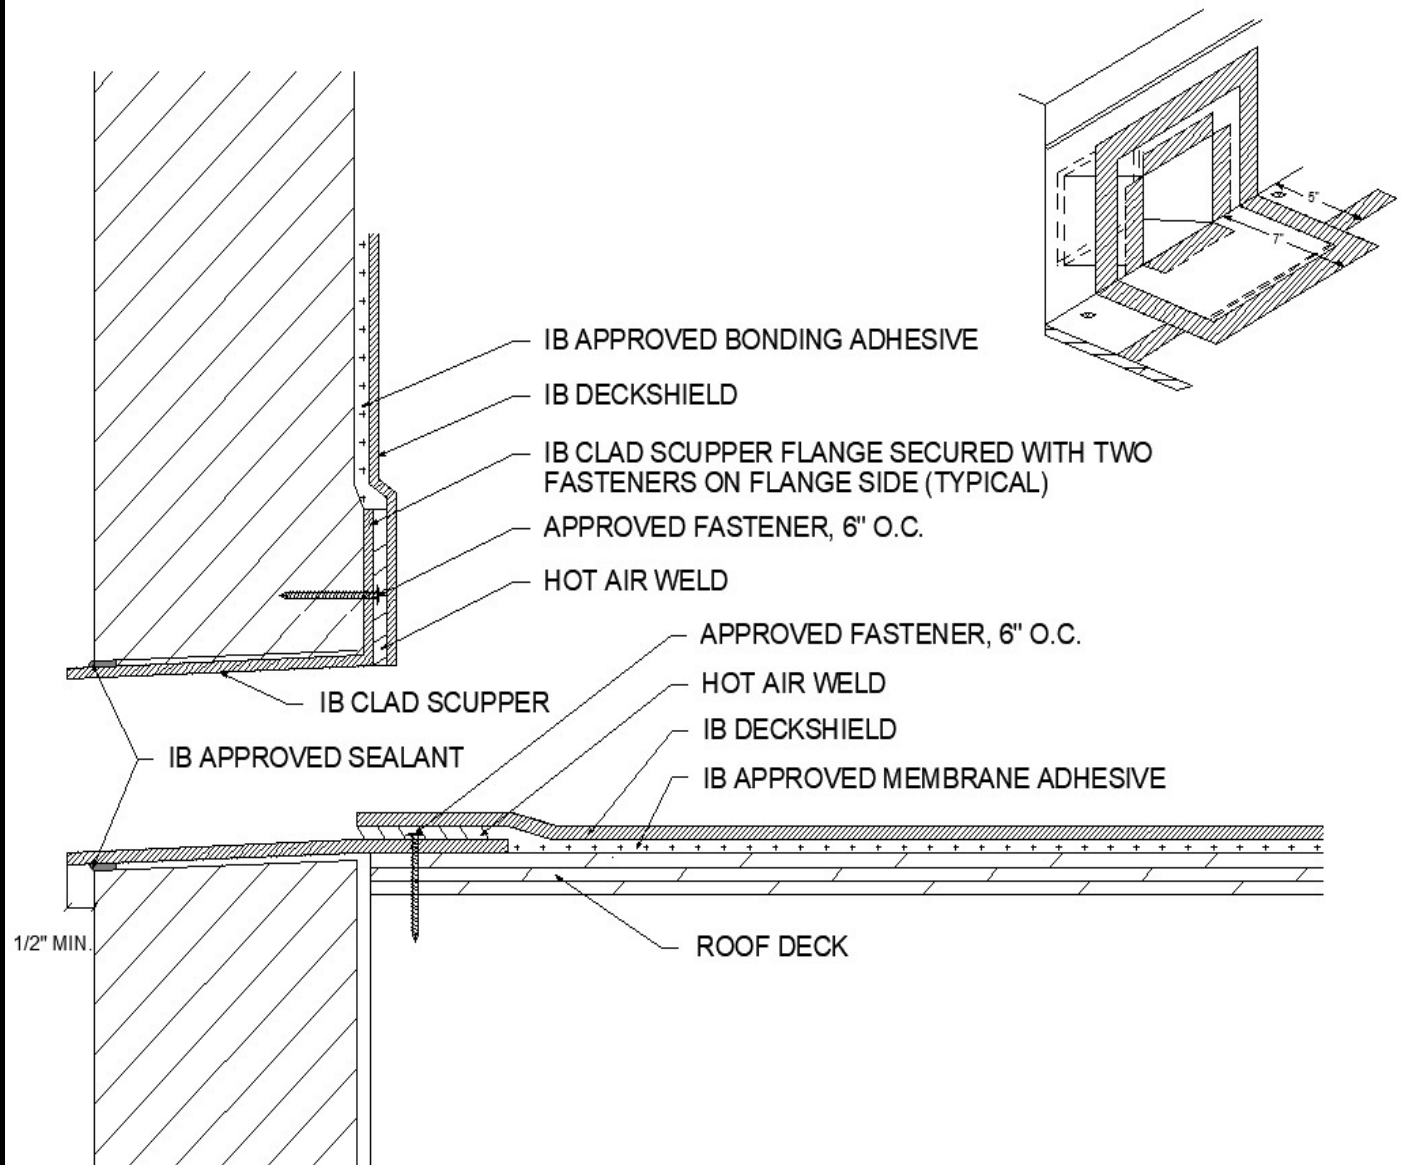 5"
7"
IB APPROVED BONDING ADHESIVE
IB DECKSHIELD
IB CLAD SCUPPER FLANGE SECURED WITH TWO
FASTENERS ON FLANGE SIDE (TYPICAL)
APPROVED FASTENER, 6" O.C.
HOT AIR WELD
APPROVED FASTENER, 6" O.C.
HOT AIR WELD
IB CLAD SCUPPER
IB DECKSHIELD
IB APPROVED SEALANT
IB APPROVED MEMBRANE ADHESIVE
1/2" MIN.
ROOF DECK